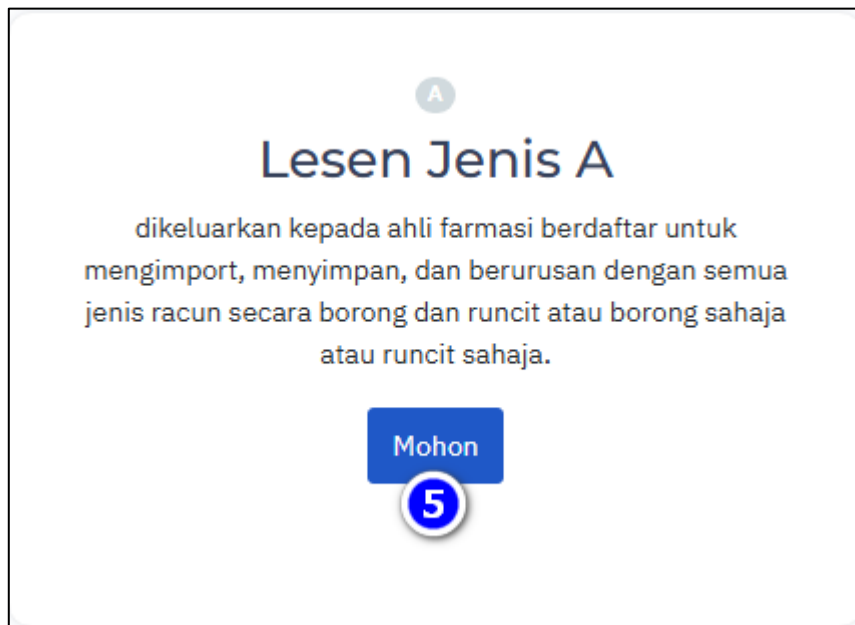 A
Lesen Jenis A
dikeluarkan kepada ahli farmasi berdaftar untuk
mengimport, menyimpan, dan berurusan dengan semua
jenis racun secara borong dan runcit atau borong sahaja
atau runcit sahaja.
Mohon
5